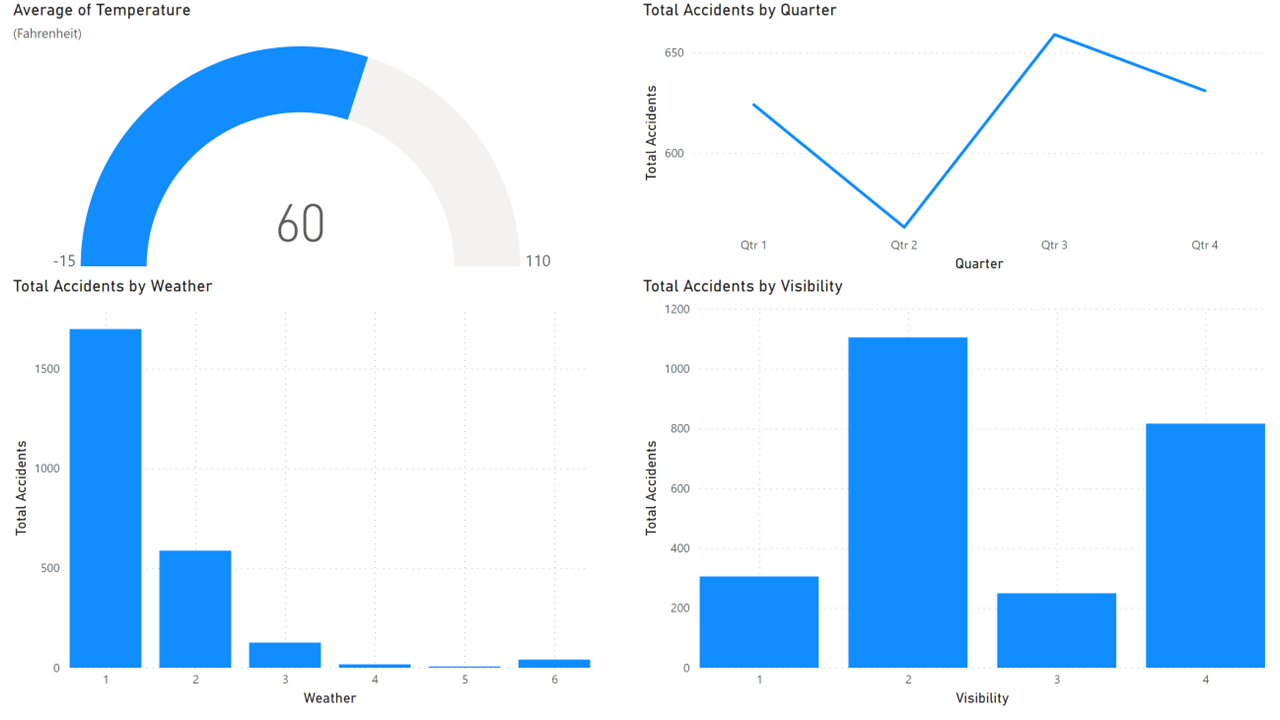 Average of Temperature
(Fahrenheit)
60
-15
110
Total Accidents by Quarter
Total Accidents
650
600
Qtr 1 Qtr 2 Qtr 3 Qtr 4
Quarter
Total Accidents by Weather
Total Accidents
1500
1000
500
0
1 2 3 4 5 6
Weather
Total Accidents by Visibility
Total Accidents
1200
1000
800
600
400
200
0
1 2 3 4
Visibility